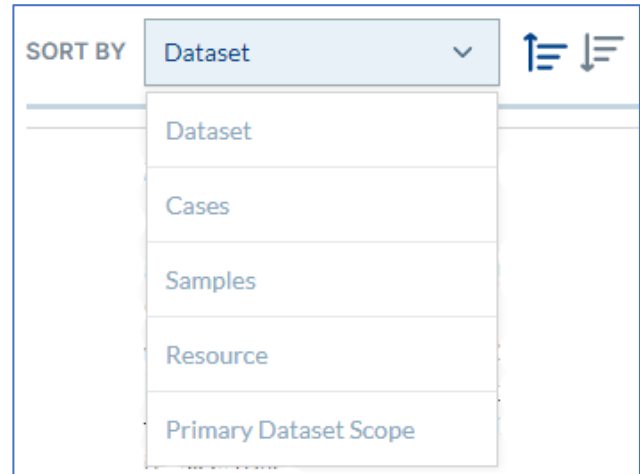 SORT BY Dataset
Dataset
Cases
Samples
Resource
Primary Dataset Scope